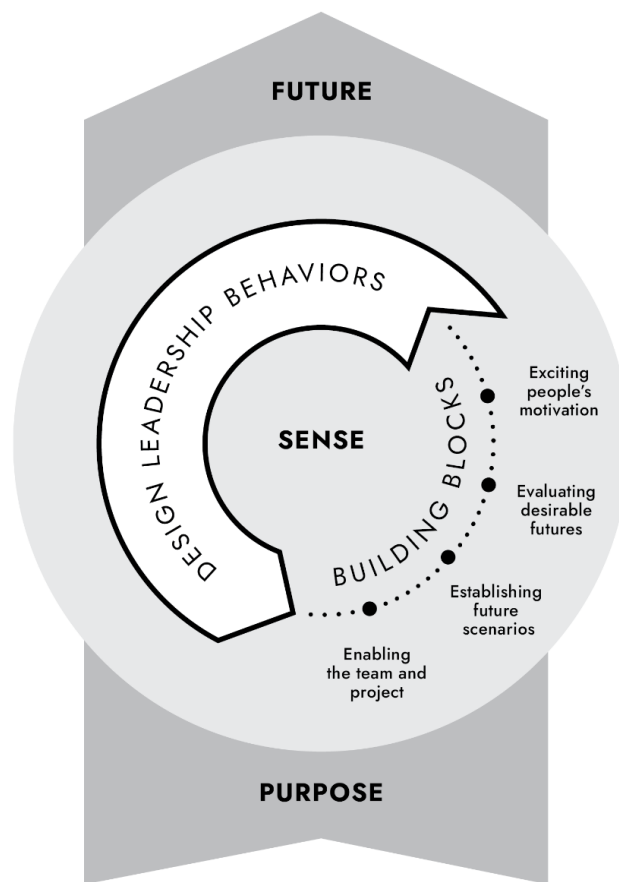 FUTURE
DESIGN LEADERSHIP BEHAVIORS
SENSE
BUILDING BLOCKS
Exciting
people's
motivation
Evaluating
desirable
futures
Establishing
future
scenarios
Enabling
the team and
project
PURPOSE